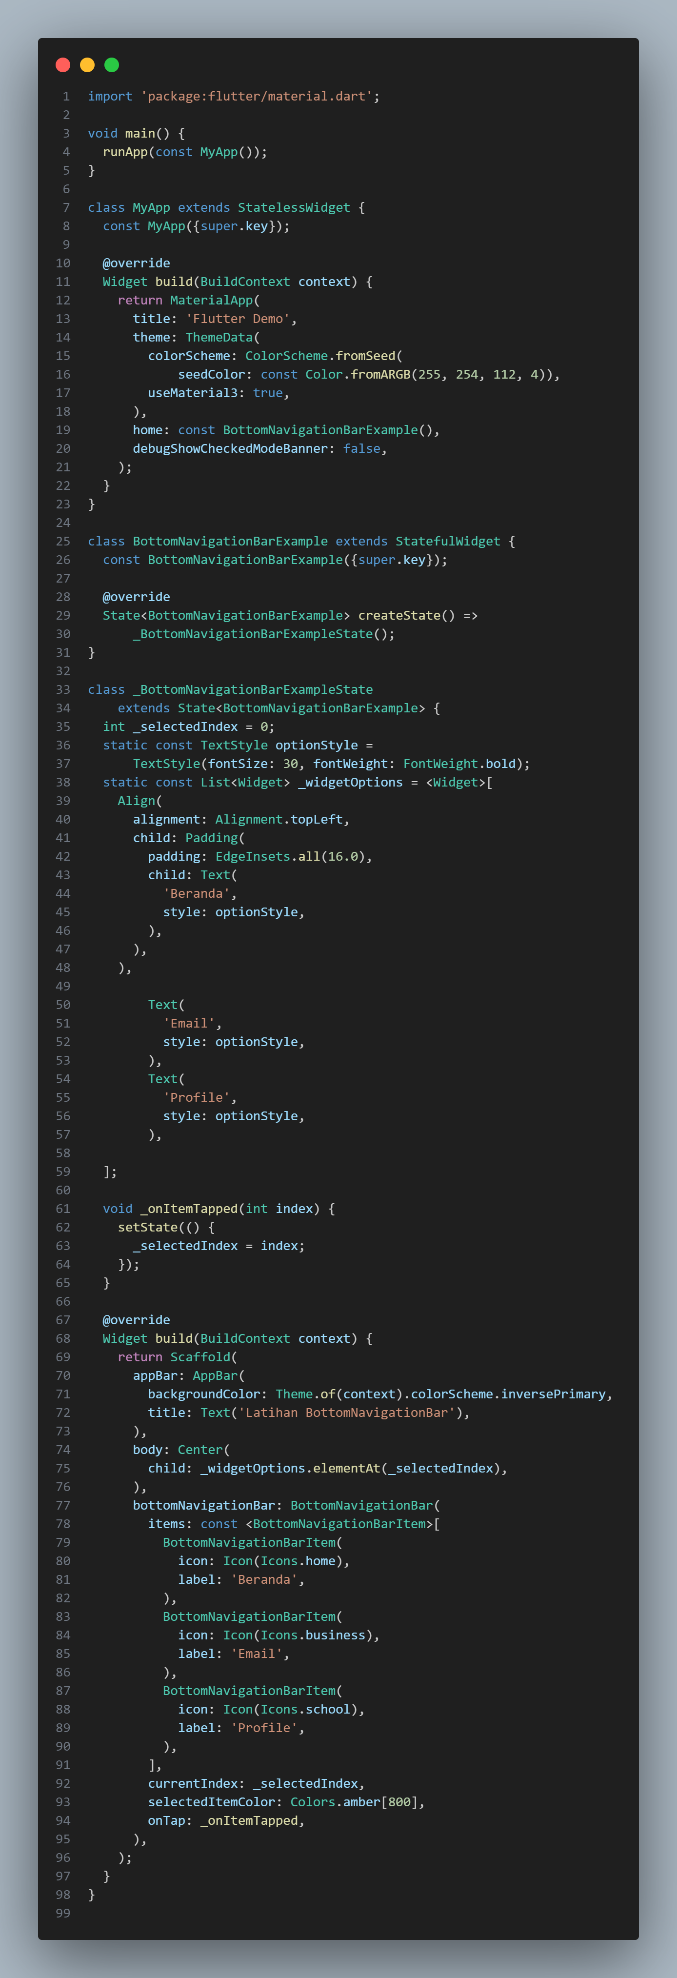 1 import 'package:flutter/material.dart';
2
3 void main() {
4   runApp(const MyApp());
5 }
6
7 class MyApp extends StatelessWidget {
8   const MyApp({super.key});
9
10   @override
11   Widget build(BuildContext context) {
12     return MaterialApp(
13       title: 'Flutter Demo',
14       theme: ThemeData(
15         colorScheme: ColorScheme.fromSeed(
16             seedColor: const Color.fromARGB(255, 254, 112, 4)),
17         useMaterial3: true,
18       ),
19       home: const BottomNavigationBarExample(),
20       debugShowCheckedModeBanner: false,
21     );
22   }
23 }
24
25 class BottomNavigationBarExample extends StatefulWidget {
26   const BottomNavigationBarExample({super.key});
27
28   @override
29   State<BottomNavigationBarExample> createState() =>
30       _BottomNavigationBarExampleState();
31 }
32
33 class _BottomNavigationBarExampleState
34     extends State<BottomNavigationBarExample> {
35   int _selectedIndex = 0;
36   static const TextStyle optionStyle =
37       TextStyle(fontSize: 30, fontWeight: FontWeight.bold);
38   static const List<Widget> _widgetOptions = <Widget>[
39     Align(
40       alignment: Alignment.topLeft,
41       child: Padding(
42         padding: EdgeInsets.all(16.0),
43         child: Text(
44           'Beranda',
45           style: optionStyle,
46         ),
47       ),
48     ),
49
50         Text(
51           'Email',
52           style: optionStyle,
53         ),
54         Text(
55           'Profile',
56           style: optionStyle,
57         ),
58
59   ];
60
61   void _onItemTapped(int index) {
62     setState(() {
63       _selectedIndex = index;
64     });
65   }
66
67   @override
68   Widget build(BuildContext context) {
69     return Scaffold(
70       appBar: AppBar(
71         backgroundColor: Theme.of(context).colorScheme.inversePrimary,
72         title: Text('Latihan BottomNavigationBar'),
73       ),
74       body: Center(
75         child: _widgetOptions.elementAt(_selectedIndex),
76       ),
77       bottomNavigationBar: BottomNavigationBar(
78         items: const <BottomNavigationBarItem>[
79           BottomNavigationBarItem(
80             icon: Icon(Icons.home),
81             label: 'Beranda',
82           ),
83           BottomNavigationBarItem(
84             icon: Icon(Icons.business),
85             label: 'Email',
86           ),
87           BottomNavigationBarItem(
88             icon: Icon(Icons.school),
89             label: 'Profile',
90           ),
91         ],
92         currentIndex: _selectedIndex,
93         selectedItemColor: Colors.amber[800],
94         onTap: _onItemTapped,
95       ),
96     );
97   }
98 }
99